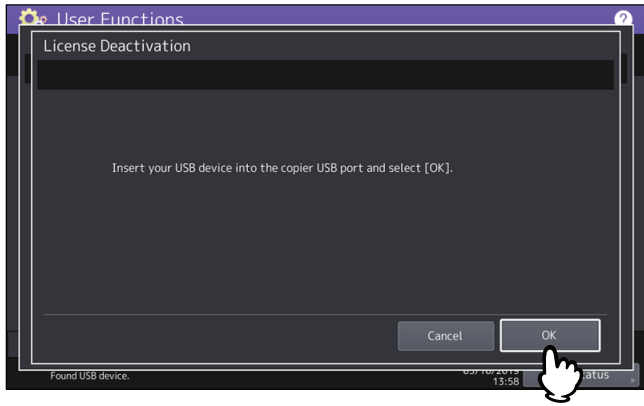 User Functions
?
License Deactivation
Insert your USB device into the copier USB port and select [OK].
Cancel
OK
Found USB device.
13:58